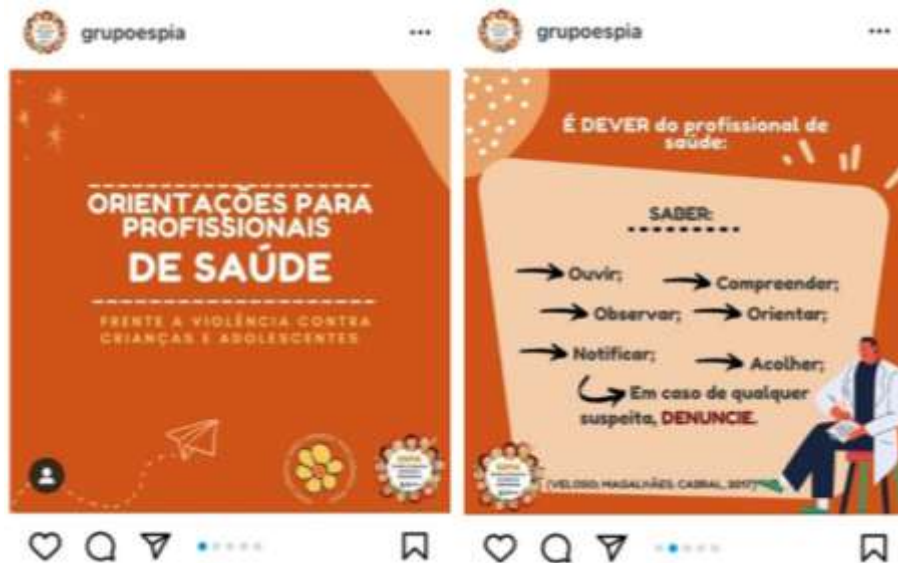 grupoespia
ORIENTAÇÕES PARA
PROFISSIONAIS
DE SAÚDE
FRENTE A VIOLÊNCIA CONTRA
CRIANÇAS E ADOLESCENTES
grupoespia
É DEVER do profissional de
saúde:
SABER:
Ouvir;
Compreender;
Observar;
Orientar;
Notificar;
Acolher;
Em caso de qualquer
suspeita, DENUNCIE.
(VELOSO; MAGALHÃES; CABRAL, 2017)